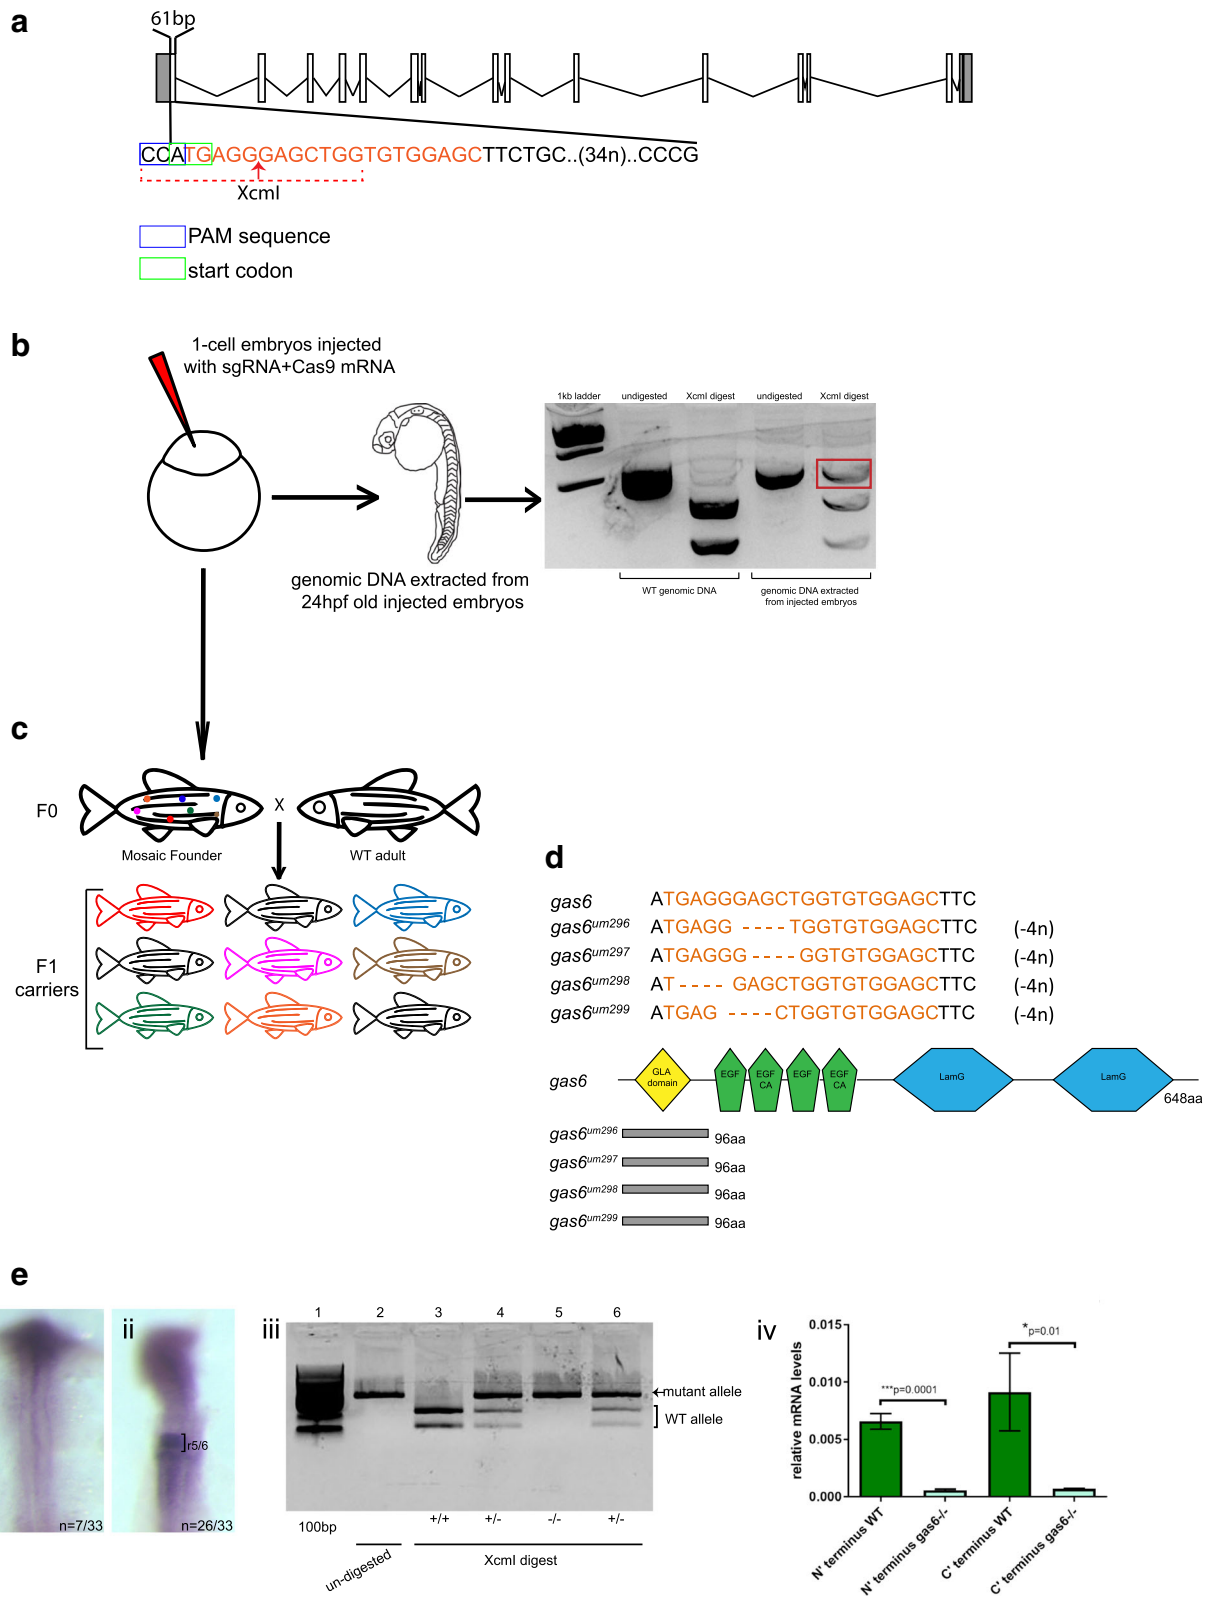 a
61bp
CCATGAGGGAGCTGGTGTGGAGCTTCTGC..(34n)..CCCG
XcmI
PAM sequence
start codon
b
1-cell embryos injected
with sgRNA+Cas9 mRNA
genomic DNA extracted from
24hpf old injected embryos
1kb ladder undigested XcmI digest undigested XcmI digest
WT genomic DNA
genomic DNA extracted
from injected embryos
c
F0
X
Mosaic Founder
WT adult
F1
carriers
d
gas6 ATGAGGGAGCTGGTGTGGAGCTTC
gas6um296 ATGAGG ----TGGTGTGGAGCTTC (-4n)
gas6um297 ATGAGGG----GGTGTGGAGCTTC (-4n)
gas6um298 AT---- GAGCTGGTGTGGAGCTTC (-4n)
gas6um299 ATGAG ----CTGGTGTGGAGCTTC (-4n)
gas6
GLA
domain
EGF
EGF
CA
EGF
EGF
CA
LamG
LamG
648aa
gas6um296 96aa
gas6um297 96aa
gas6um298 96aa
gas6um299 96aa
e
n=7/33
ii
r5/6
n=26/33
iii
1 2 3 4 5 6
mutant allele
WT allele
100bp
+/+ +/- -/- +/-
un-digested
XcmI digest
iv
relative mRNA levels
0.015
0.010
0.005
0.000
***p=0.0001
*p=0.01
N' terminus WT
N' terminus gas6-/-
C' terminus WT
C' terminus gas6-/-